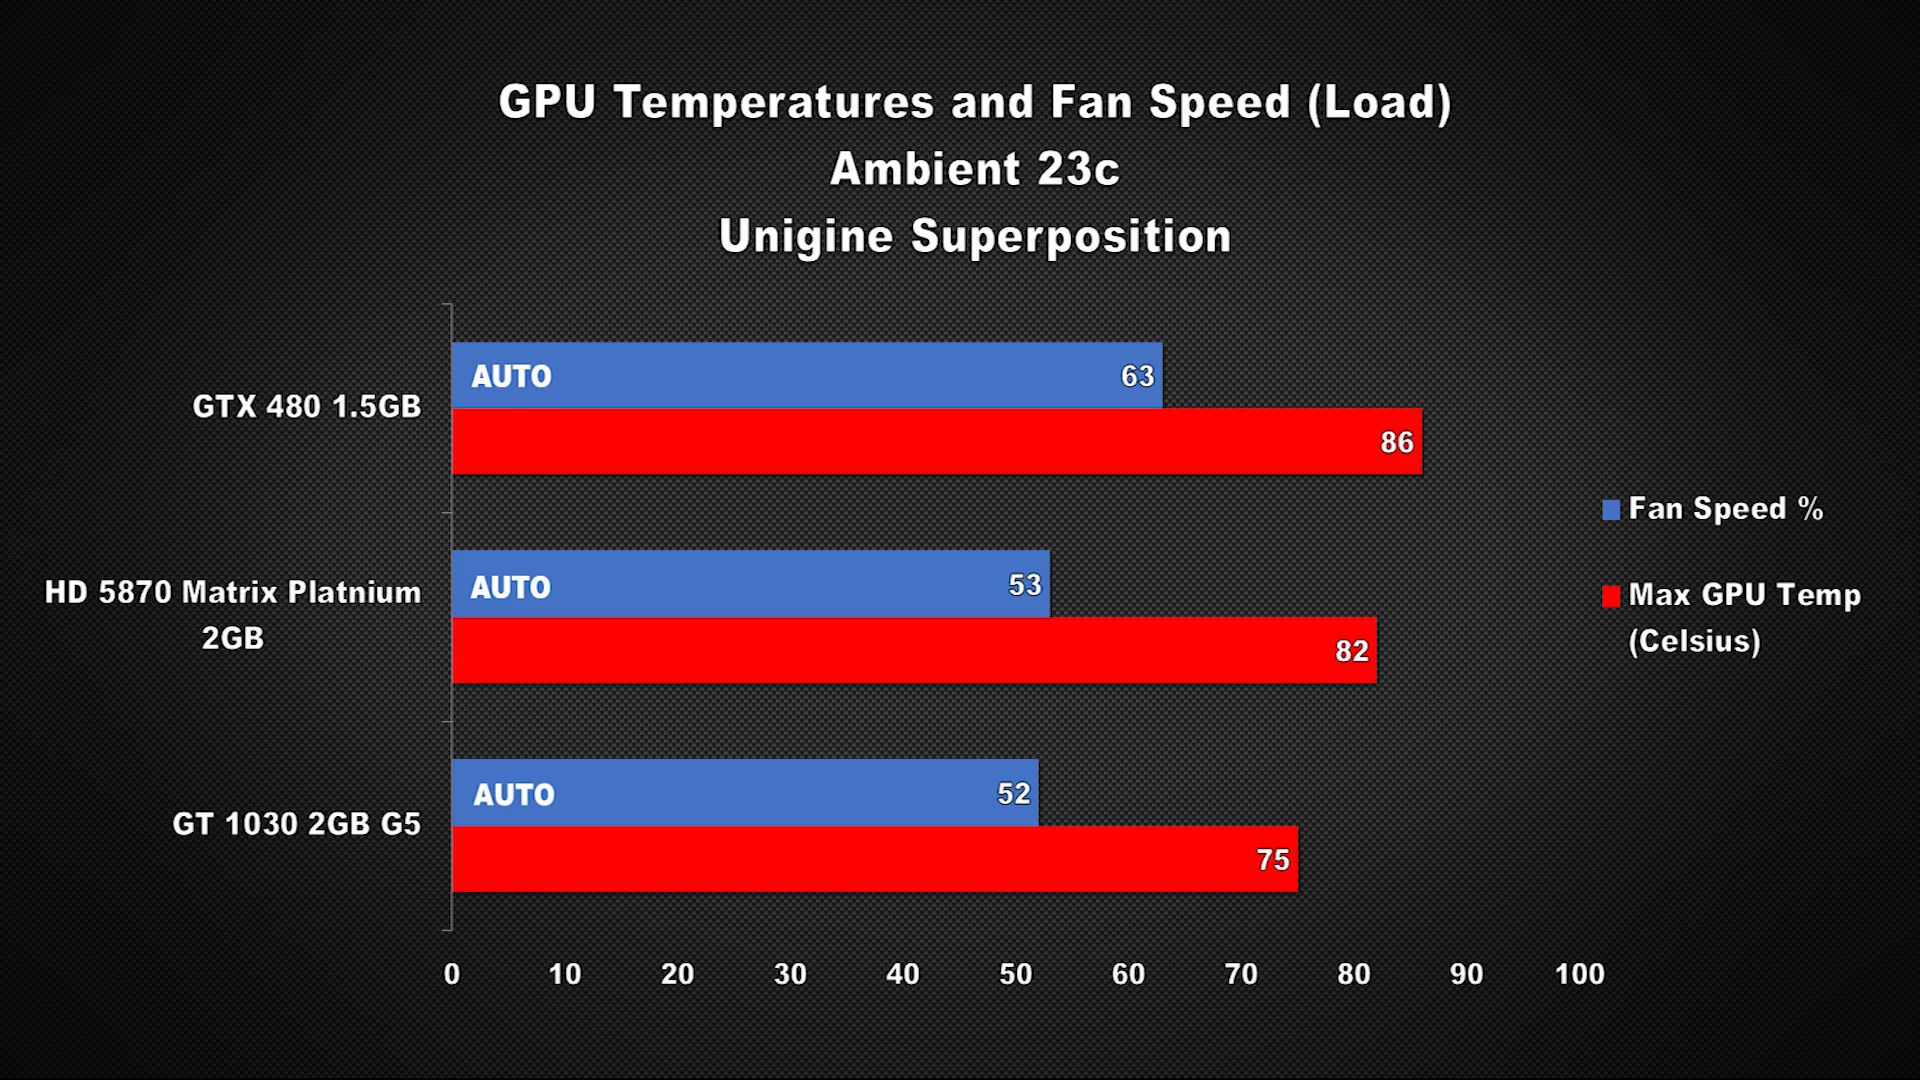 GPU Temperatures and Fan Speed (Load)
Ambient 23c
Unigine Superposition
GTX 480 1.5GB
AUTO
63
86
HD 5870 Matrix Platnium
2GB
AUTO
53
82
GT 1030 2GB G5
AUTO
52
75
0 10 20 30 40 50 60 70 80 90 100
Fan Speed %
Max GPU Temp
(Celsius)